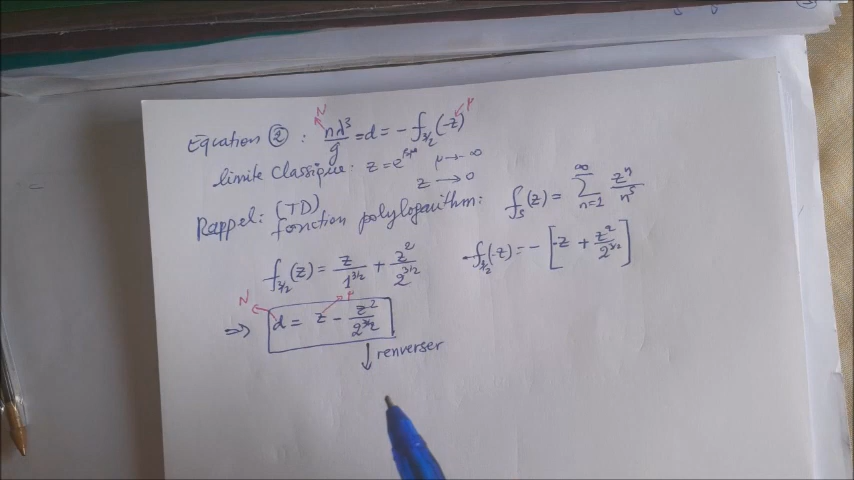 Equation ② : nλ³/g = d = - f_{3/2}(-z)
N
μ
limite classique: z = e^{βμ} μ → ∞
z → 0
Rappel: (TD)
fonction polylogarithm: f_s(z) = ∑_{n=1}^{∞} z^n/n^s
f_{3/2}(z) = z/1^{3/2} + z²/2^{3/2}
-f_{3/2}(-z) = - [-z + z²/2^{3/2}]
N
μ
⇒ d = z - z²/2^{3/2}
↓ renverser